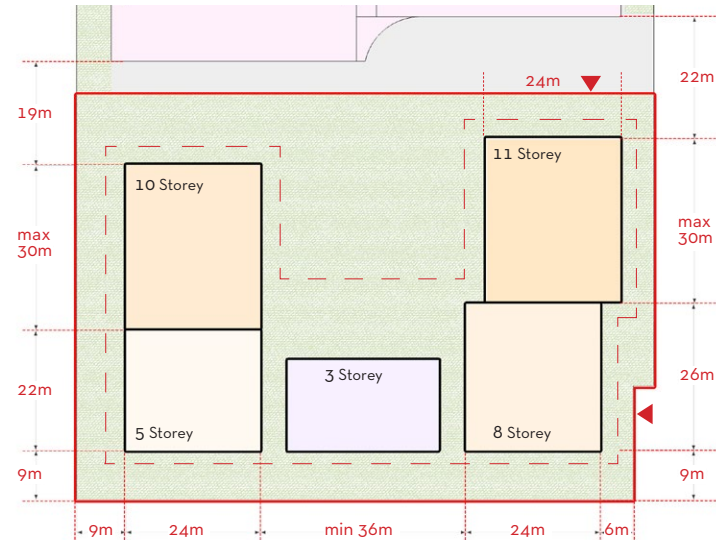 24m
22m
19m
11 Storey
10 Storey
max
30m
max
30m
3 Storey
22m
26m
5 Storey
8 Storey
9m
9m
9m
24m
min 36m
24m
6m